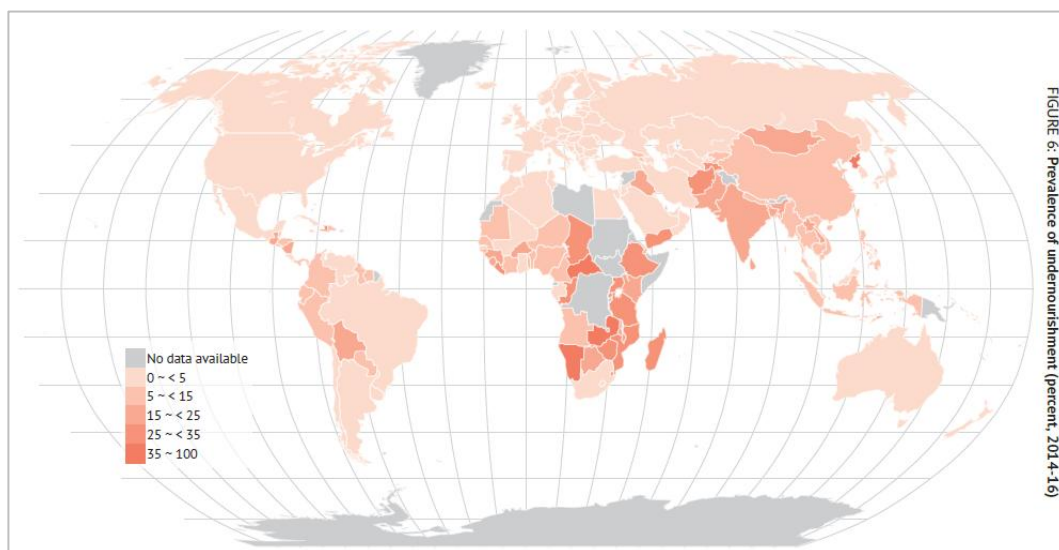 FIGURE 6: Prevalence of undernourishment (percent, 2014-16)
No data available
0 ~ < 5
5 ~ < 15
15 ~ < 25
25 ~ < 35
35 ~ 100